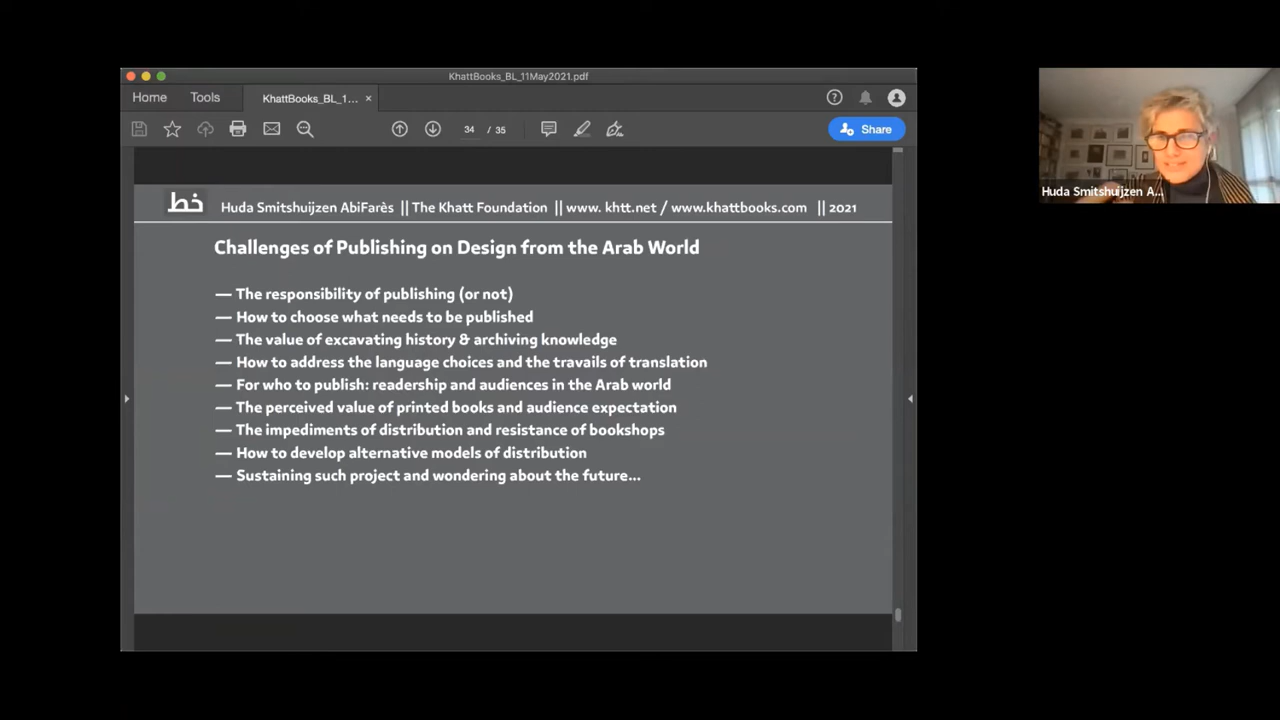 KhattBooks_BL_11May2021.pdf
Home Tools KhattBooks_BL_1... ×
34 / 35
Share
خط Huda Smitshuijzen AbiFarès || The Khatt Foundation || www. khtt.net / www.khattbooks.com || 2021
Challenges of Publishing on Design from the Arab World
— The responsibility of publishing (or not)
— How to choose what needs to be published
— The value of excavating history & archiving knowledge
— How to address the language choices and the travails of translation
— For who to publish: readership and audiences in the Arab world
— The perceived value of printed books and audience expectation
— The impediments of distribution and resistance of bookshops
— How to develop alternative models of distribution
— Sustaining such project and wondering about the future...
Huda Smitshuijzen A...